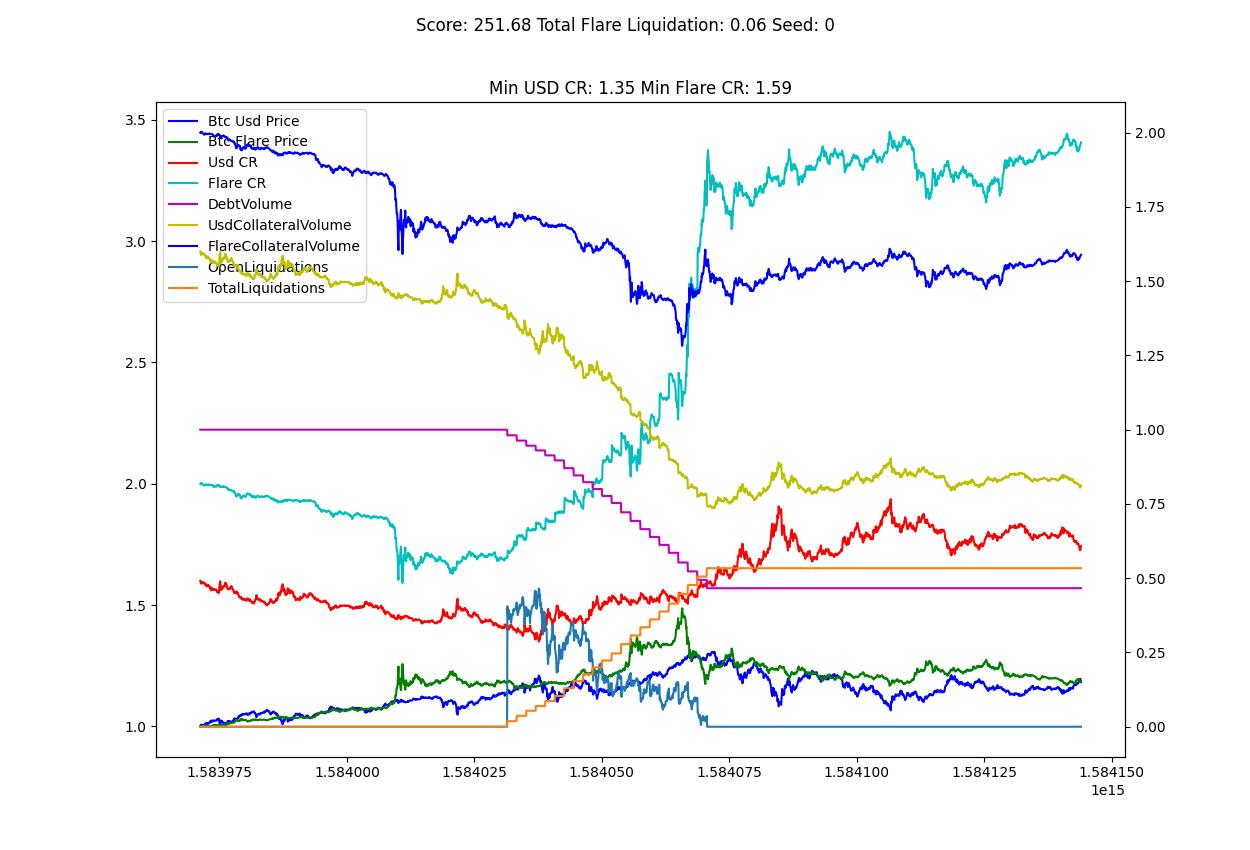 Score: 251.68 Total Flare Liquidation: 0.06 Seed: 0
Min USD CR: 1.35 Min Flare CR: 1.59
Btc Usd Price
Btc Flare Price
Usd CR
Flare CR
DebtVolume
UsdCollateralVolume
FlareCollateralVolume
OpenLiquidations
TotalLiquidations
3.5
3.0
2.5
2.0
1.5
1.0
2.00
1.75
1.50
1.25
1.00
0.75
0.50
0.25
0.00
1.583975
1.584000
1.584025
1.584050
1.584075
1.584100
1.584125
1.584150
1e15